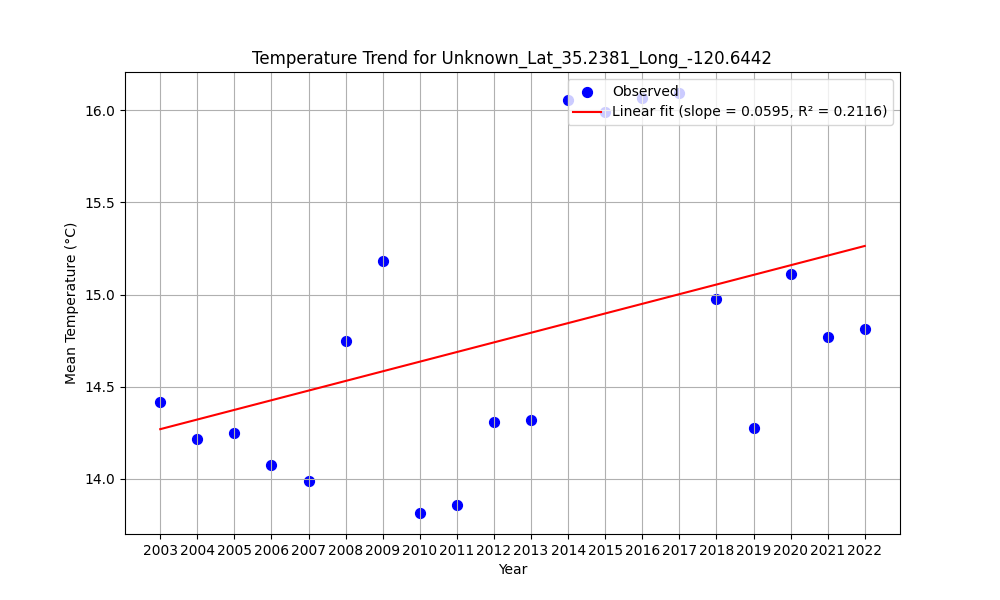 Temperature Trend for Unknown_Lat_35.2381_Long_-120.6442
Observed
Linear fit (slope = 0.0595, R² = 0.2116)
Mean Temperature (°C)
16.0
15.5
15.0
14.5
14.0
2003 2004 2005 2006 2007 2008 2009 2010 2011 2012 2013 2014 2015 2016 2017 2018 2019 2020 2021 2022
Year